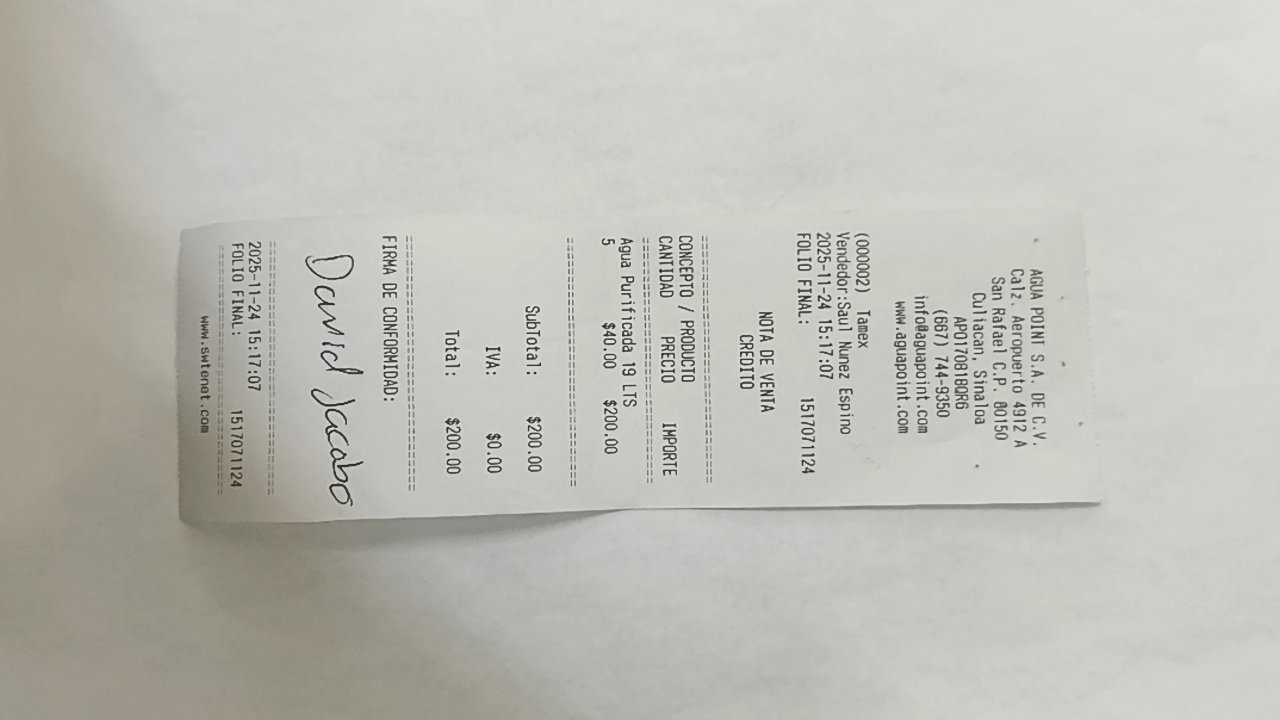 AGUA POINT S.A. DE C.V.
Calz. Aeropuerto 4912 A
San Rafael C.P. 80150
Culiacan, Sinaloa
APO170818QR6
(667) 744-9350
info@aguapoint.com
www.aguapoint.com
(000002) Tamex
Vendedor:Saul Nunez Espino
2025-11-24 15:17:07
FOLIO FINAL: 1517071124
NOTA DE VENTA
CREDITO
CONCEPTO / PRODUCTO
CANTIDAD PRECIO IMPORTE
Agua Purificada 19 LTS
5 $40.00 $200.00
SubTotal: $200.00
IVA: $0.00
Total: $200.00
FIRMA DE CONFORMIDAD:
David Jacabo
2025-11-24 15:17:07
FOLIO FINAL: 1517071124
www.swtenet.com